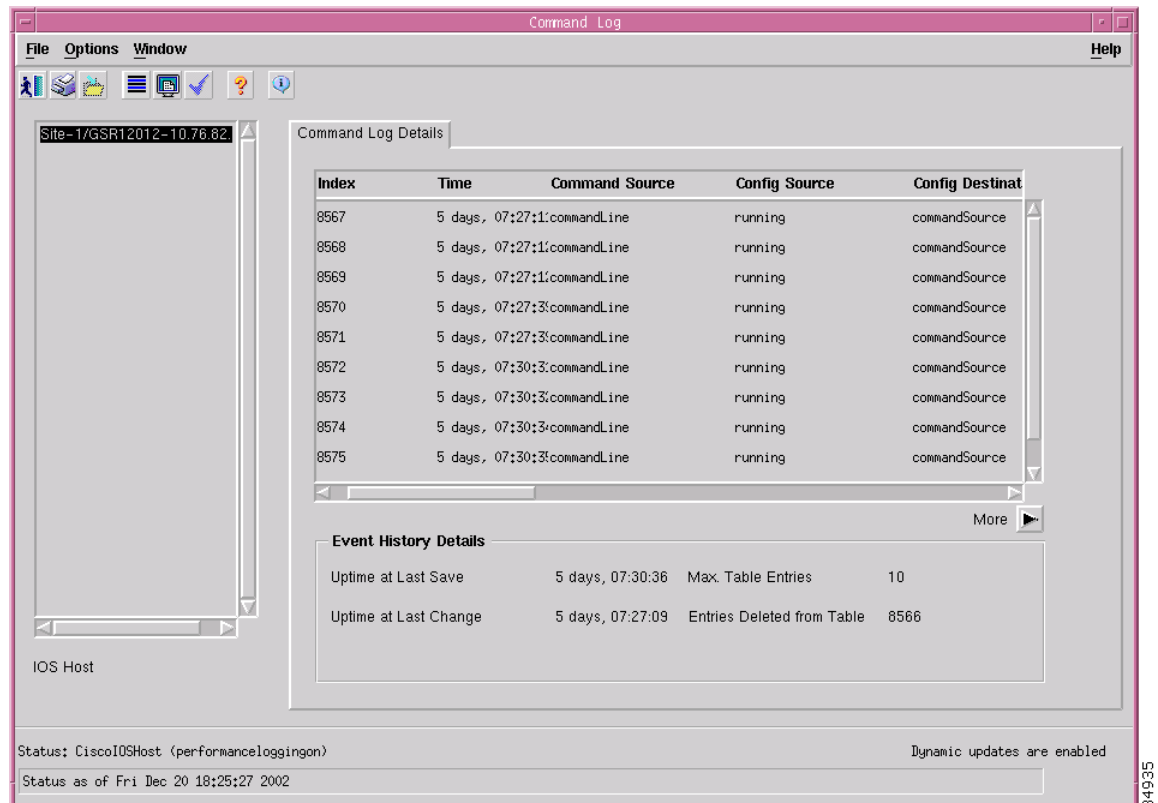 Command Log
File Options Window Help
Site-1/GSR12012-10.76.82.
Command Log Details
Index Time Command Source Config Source Config Destinat
8567 5 days, 07:27:1 commandLine running commandSource
8568 5 days, 07:27:1 commandLine running commandSource
8569 5 days, 07:27:1 commandLine running commandSource
8570 5 days, 07:27:3 commandLine running commandSource
8571 5 days, 07:27:3 commandLine running commandSource
8572 5 days, 07:30:3 commandLine running commandSource
8573 5 days, 07:30:3 commandLine running commandSource
8574 5 days, 07:30:3 commandLine running commandSource
8575 5 days, 07:30:3 commandLine running commandSource
More
Event History Details
Uptime at Last Save 5 days, 07:30:36 Max. Table Entries 10
Uptime at Last Change 5 days, 07:27:09 Entries Deleted from Table 8566
IOS Host
Status: CiscoIOSHost (performanceloggingon) Dynamic updates are enabled
Status as of Fri Dec 20 18:25:27 2002